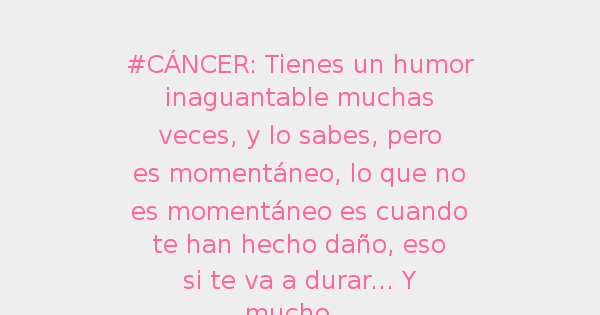 #CÁNCER: Tienes un humor
inaguantable muchas
veces, y lo sabes, pero
es momentáneo, lo que no
es momentáneo es cuando
te han hecho daño, eso
si te va a durar... Y
mucho